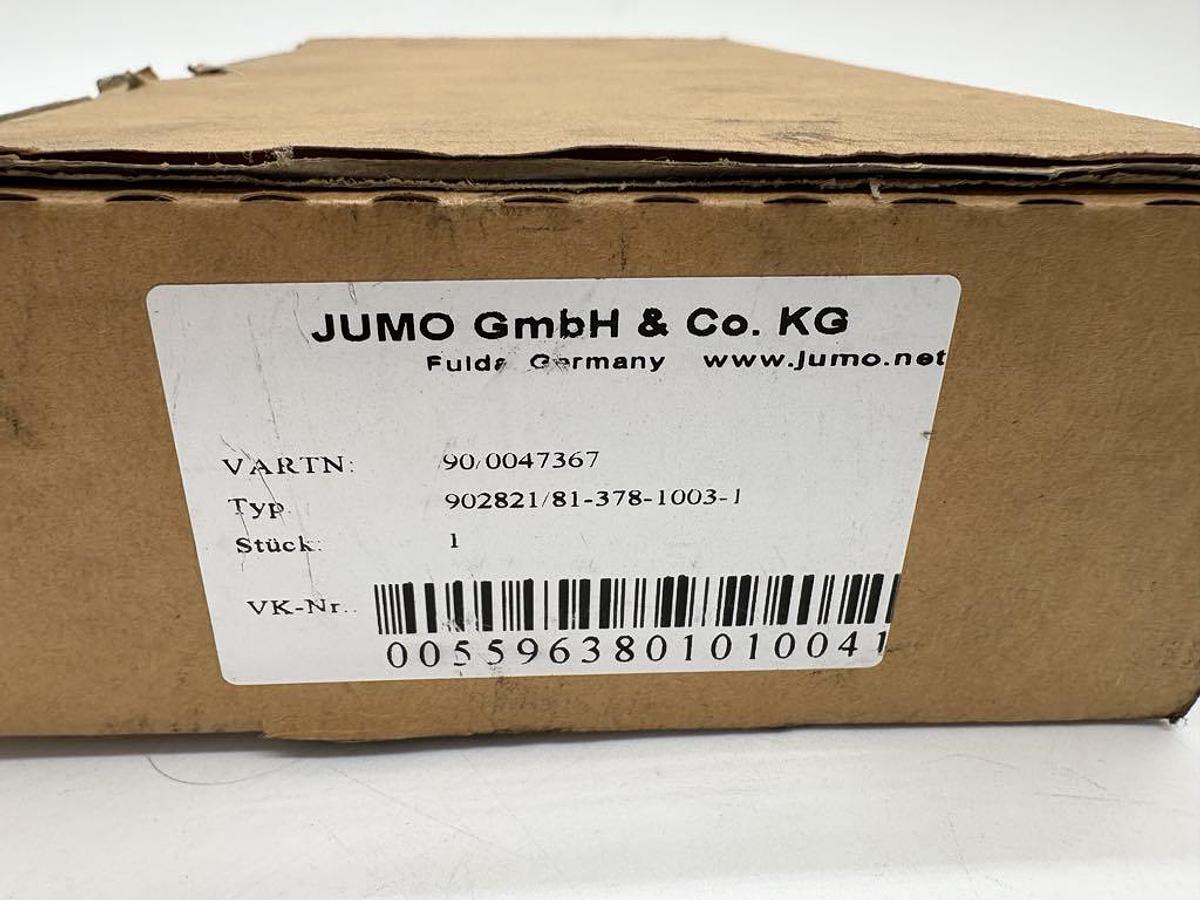 JUMO GmbH & Co. KG
Fulda Germany www.jumo.net
VARTN: 90/0047367
Typ 902821/81-378-1003-1
Stück: 1
VK-Nr.:
0055963801010041